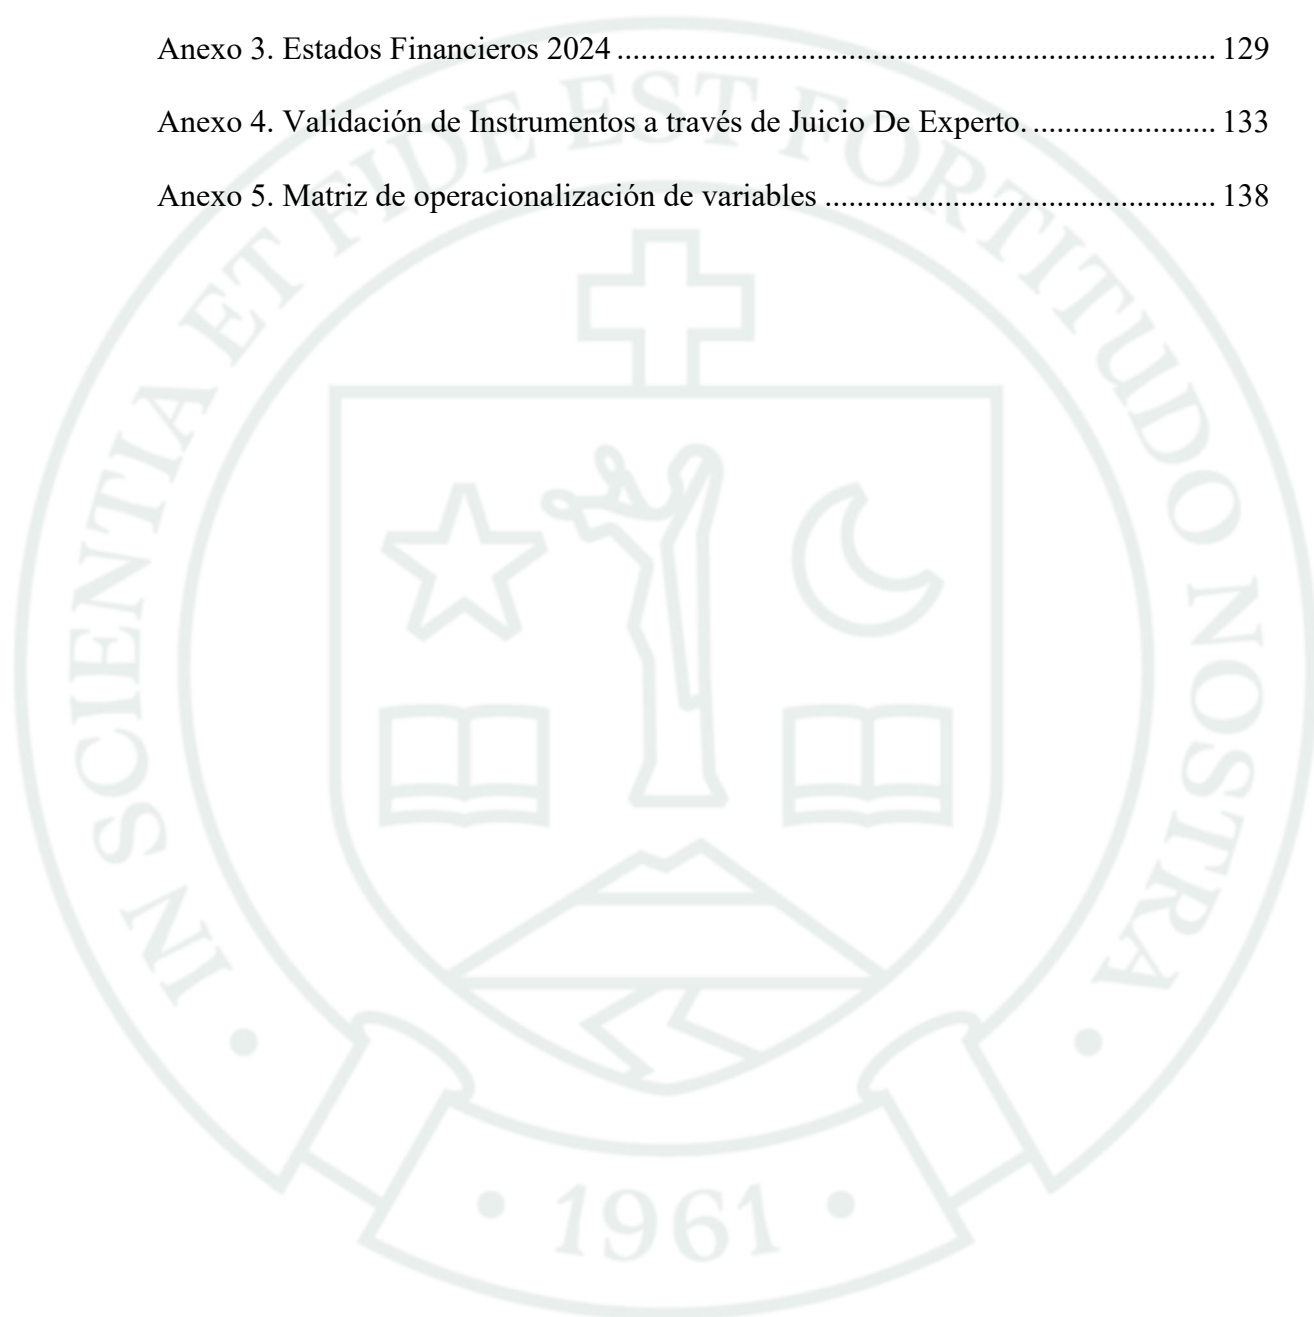 Anexo 3. Estados Financieros 2024 ........................................................................... 129
Anexo 4. Validación de Instrumentos a través de Juicio De Experto. ....................... 133
Anexo 5. Matriz de operacionalización de variables ................................................. 138
IN SCIENTIA ET FIDE EST FORTITUDO NOSTRA
• 1961 •